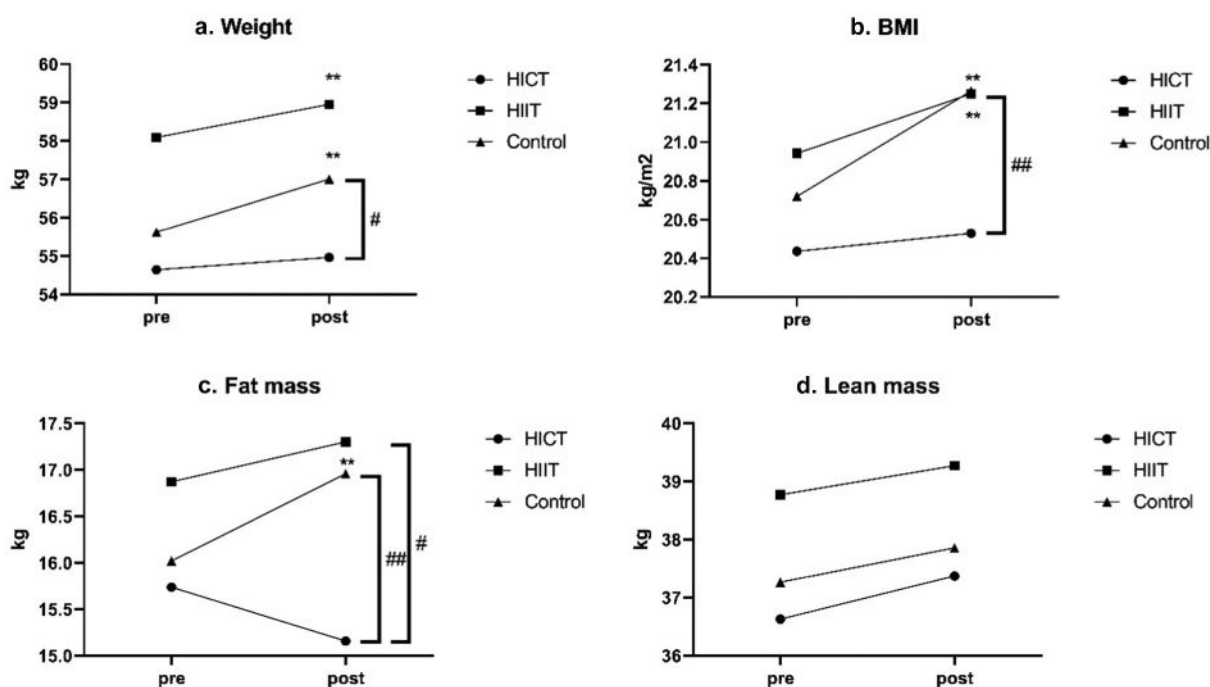 a. Weight
60
59
58
57
56
55
54
kg
**
**
#
pre
post
HICT
HIIT
Control
b. BMI
21.4
21.2
21.0
20.8
20.6
20.4
20.2
kg/m2
**
**
##
pre
post
HICT
HIIT
Control
c. Fat mass
17.5
17.0
16.5
16.0
15.5
15.0
kg
**
##
#
pre
post
HICT
HIIT
Control
d. Lean mass
40
39
38
37
36
kg
pre
post
HICT
HIIT
Control